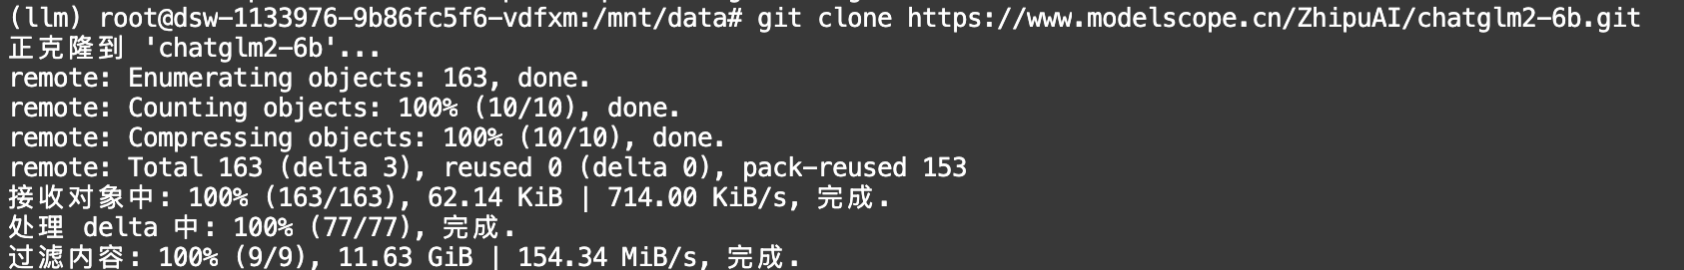 (llm) root@dsw-1133976-9b86fc5f6-vdfxm:/mnt/data# git clone https://www.modelscope.cn/ZhipuAI/chatglm2-6b.git
正克隆到 'chatglm2-6b'...
remote: Enumerating objects: 163, done.
remote: Counting objects: 100% (10/10), done.
remote: Compressing objects: 100% (10/10), done.
remote: Total 163 (delta 3), reused 0 (delta 0), pack-reused 153
接收对象中: 100% (163/163), 62.14 KiB | 714.00 KiB/s, 完成.
处理 delta 中: 100% (77/77), 完成.
过滤内容: 100% (9/9), 11.63 GiB | 154.34 MiB/s, 完成.